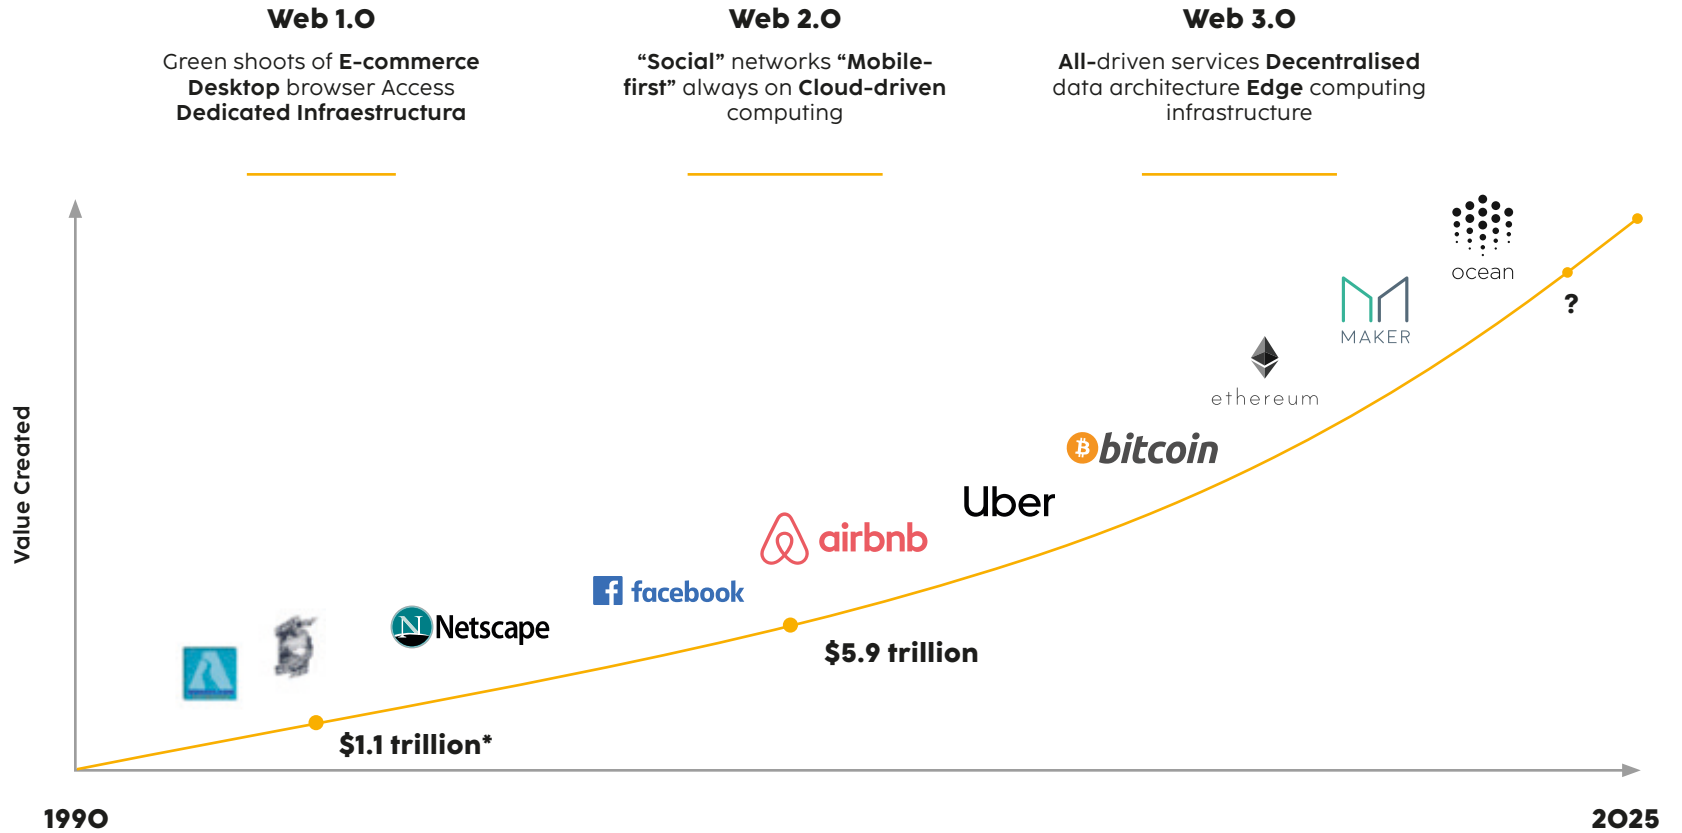 Web 1.0
Green shoots of E-commerce
Desktop browser Access
Dedicated Infraestructura
Web 2.0
“Social” networks “Mobile-
first” always on Cloud-driven
computing
Web 3.0
All-driven services Decentralised
data architecture Edge computing
infrastructure
Value Created
ocean
?
MAKER
ethereum
bitcoin
Uber
airbnb
facebook
Netscape
$5.9 trillion
$1.1 trillion*
1990
2025